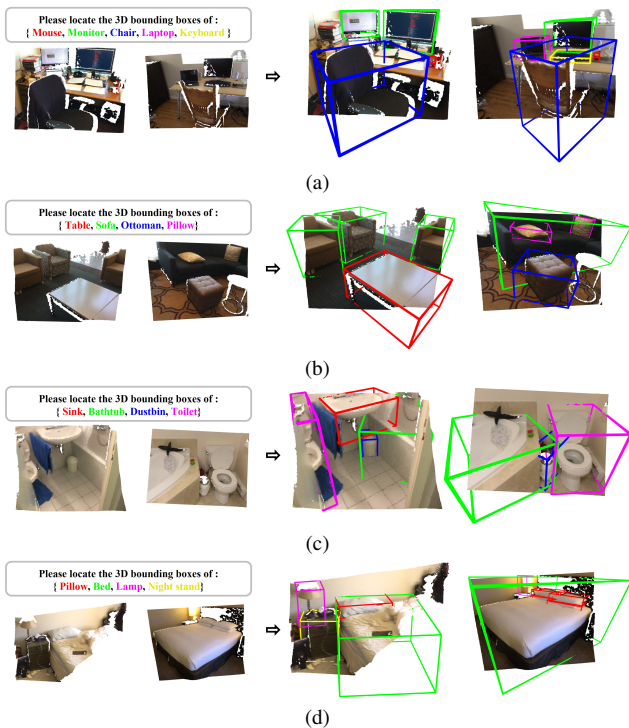 Please locate the 3D bounding boxes of :
{ Mouse, Monitor, Chair, Laptop, Keyboard }
(a)
Please locate the 3D bounding boxes of :
{ Table, Sofa, Ottoman, Pillow}
(b)
Please locate the 3D bounding boxes of :
{ Sink, Bathtub, Dustbin, Toilet}
(c)
Please locate the 3D bounding boxes of :
{ Pillow, Bed, Lamp, Night stand}
(d)